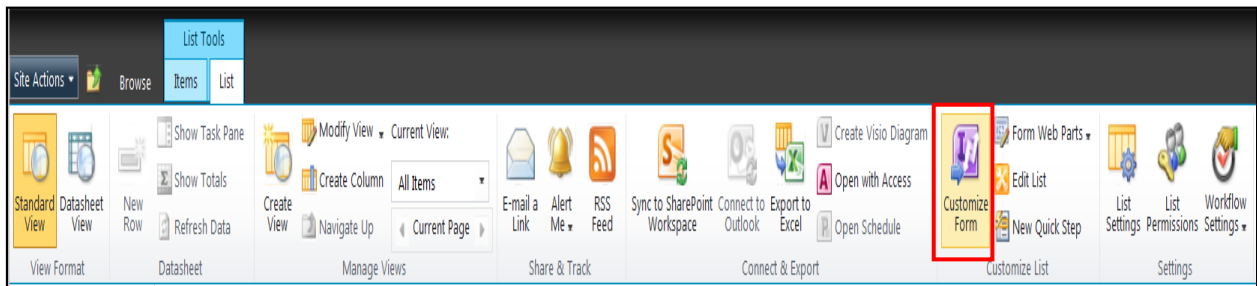 List Tools
Site Actions
Browse
Items
List
Standard
View
Datasheet
View
View Format
New
Row
Show Task Pane
Show Totals
Refresh Data
Datasheet
Create
View
Modify View
Create Column
Navigate Up
Current View:
All Items
Current Page
Manage Views
E-mail a
Link
Alert
Me
RSS
Feed
Share & Track
Sync to SharePoint
Workspace
Connect to
Outlook
Export to
Excel
Create Visio Diagram
Open with Access
Open Schedule
Connect & Export
Customize
Form
Form Web Parts
Edit List
New Quick Step
Customize List
List
Settings
List
Permissions
Workflow
Settings
Settings